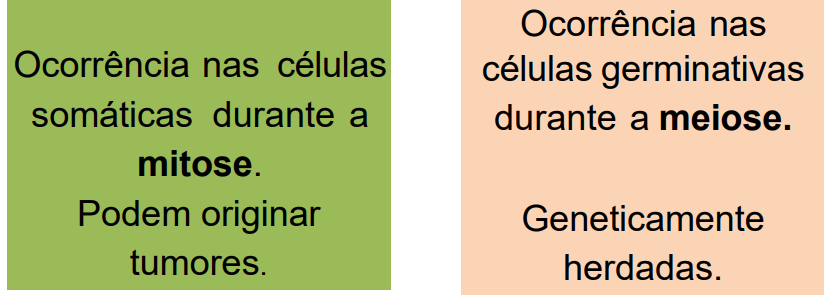 Ocorrência nas células
somáticas durante a
mitose.
Podem originar
tumores.
Ocorrência nas
células germinativas
durante a meiose.
Geneticamente
herdadas.